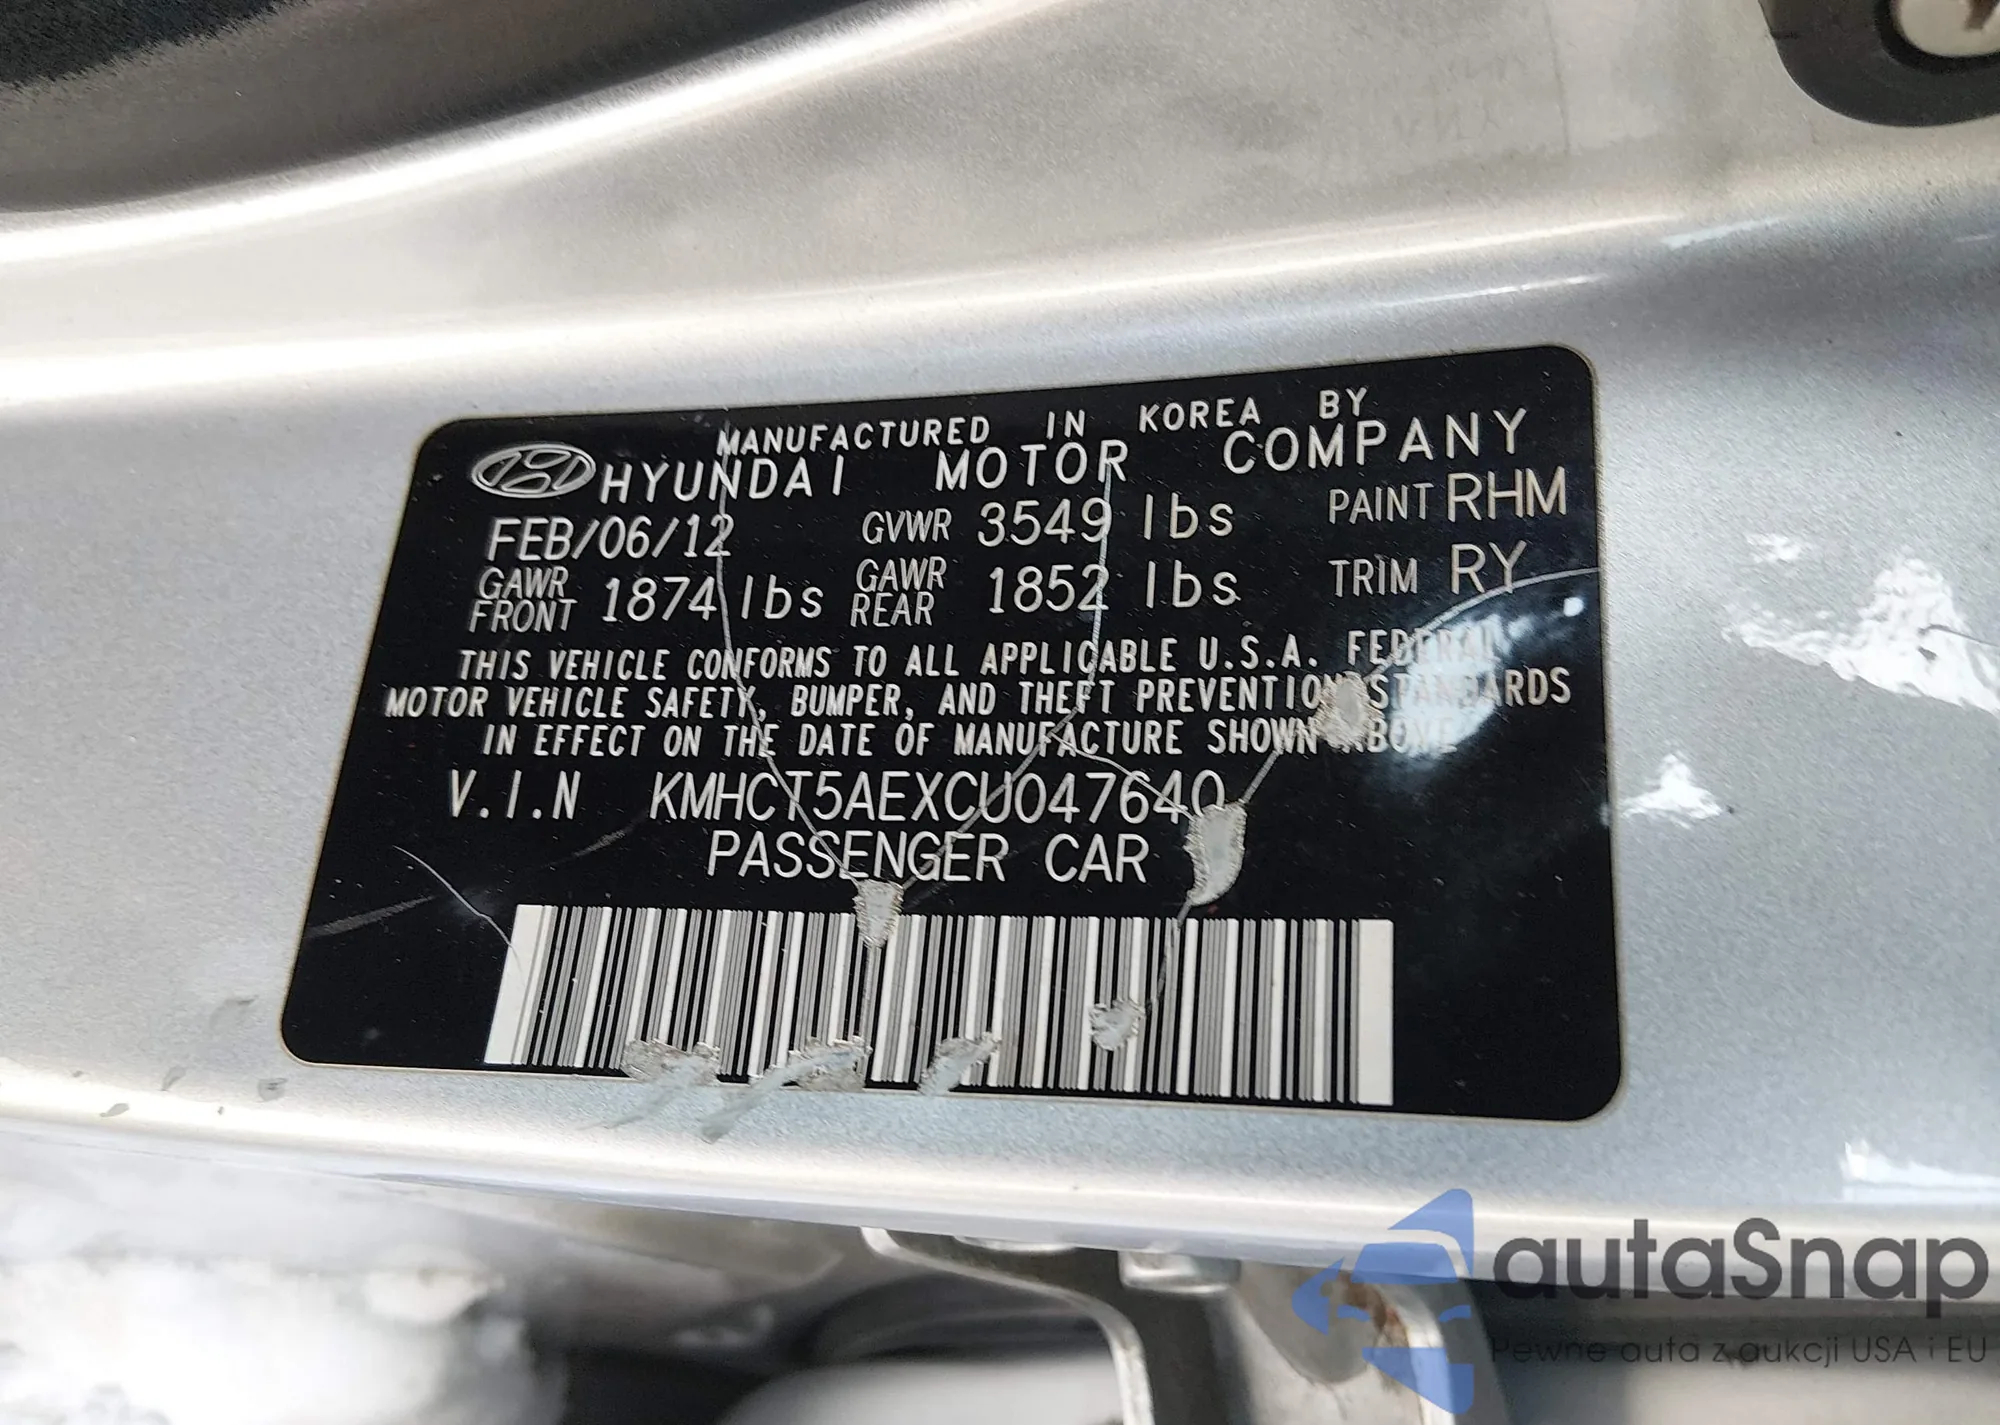 MANUFACTURED IN KOREA BY
HYUNDAI MOTOR COMPANY
FEB/06/12 GVWR 3549 lbs PAINT RHM
GAWR FRONT 1874 lbs GAWR REAR 1852 lbs TRIM RY
THIS VEHICLE CONFORMS TO ALL APPLICABLE U.S.A. FEDERAL
MOTOR VEHICLE SAFETY, BUMPER, AND THEFT PREVENTION STANDARDS
IN EFFECT ON THE DATE OF MANUFACTURE SHOWN ABOVE
V.I.N KMHCT5AEXCU047640
PASSENGER CAR
autaSnap
Pewne auta z aukcji USA i EU